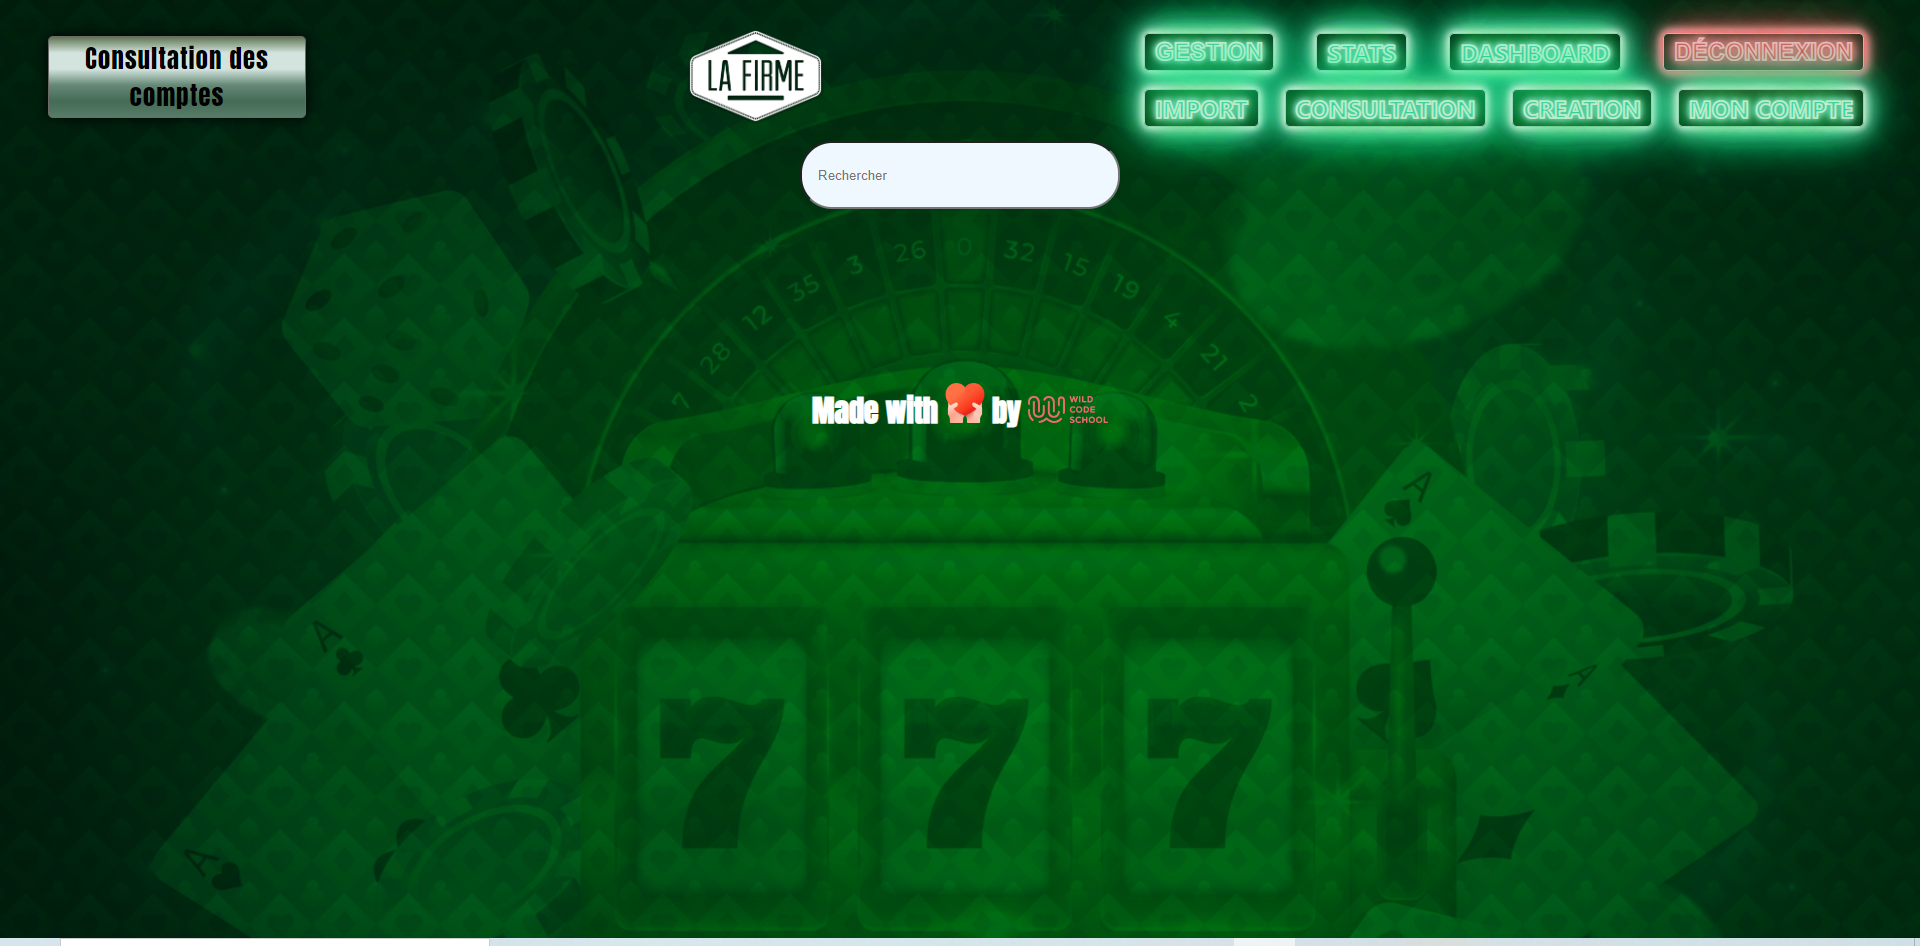 Consultation des
comptes
LA FIRME
GESTION STATS DASHBOARD DÉCONNEXION
IMPORT CONSULTATION CREATION MON COMPTE
Rechercher
7 28 12 35 3 26 0 32 15 19 4 21 2
Made with by WILD
CODE
SCHOOL
A
A
A
A
7 7 7